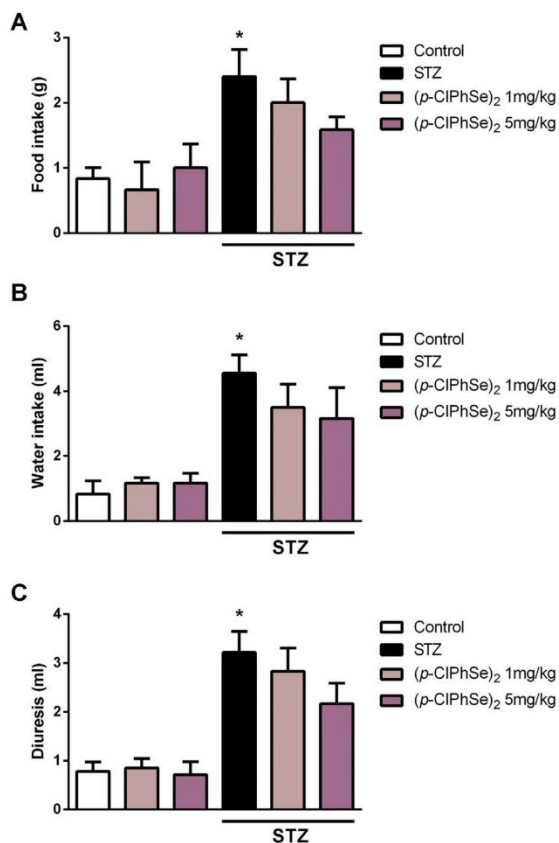 A
Food intake (g)
3
2
1
0
*
STZ
Control
STZ
(p-ClPhSe)₂ 1mg/kg
(p-ClPhSe)₂ 5mg/kg
B
Water intake (ml)
6
4
2
0
*
STZ
Control
STZ
(p-ClPhSe)₂ 1mg/kg
(p-ClPhSe)₂ 5mg/kg
C
Diuresis (ml)
4
3
2
1
0
*
STZ
Control
STZ
(p-ClPhSe)₂ 1mg/kg
(p-ClPhSe)₂ 5mg/kg